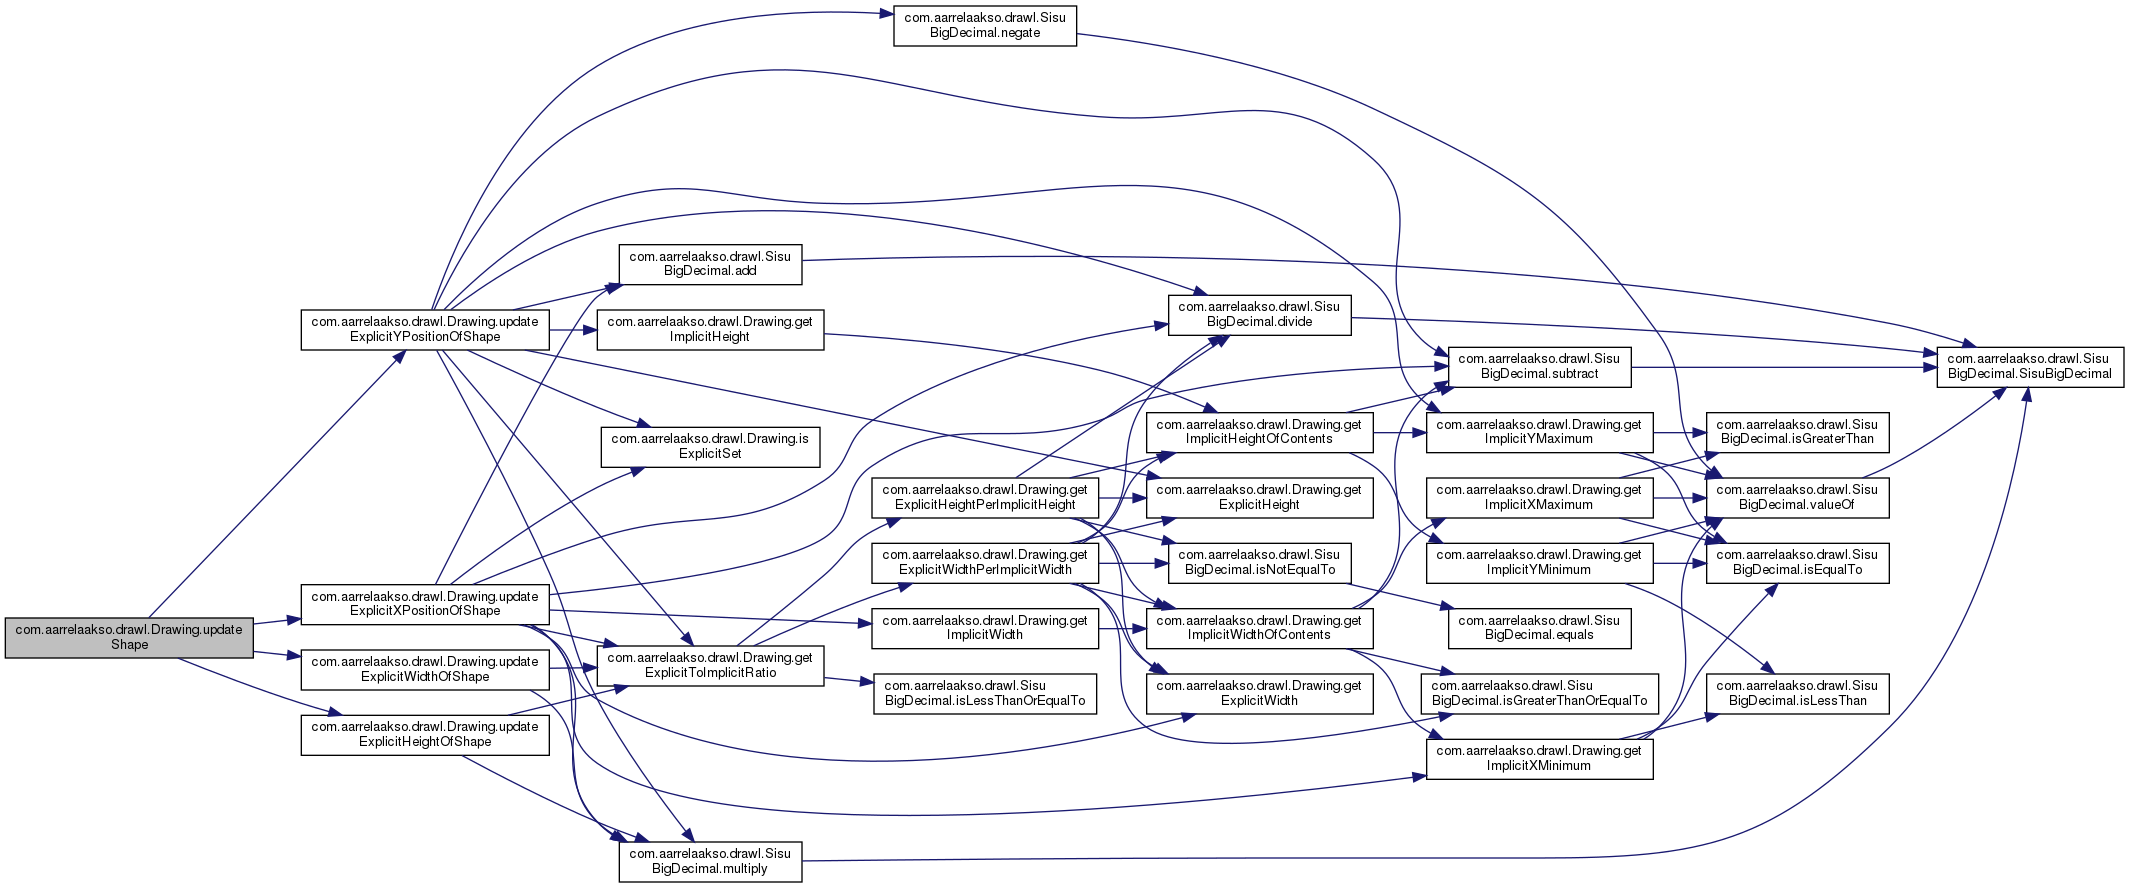 com.aarrelaakso.drawl.Drawing.update
Shape
com.aarrelaakso.drawl.Drawing.update
ExplicitYPositionOfShape
com.aarrelaakso.drawl.Drawing.update
ExplicitXPositionOfShape
com.aarrelaakso.drawl.Drawing.update
ExplicitWidthOfShape
com.aarrelaakso.drawl.Drawing.update
ExplicitHeightOfShape
com.aarrelaakso.drawl.Sisu
BigDecimal.add
com.aarrelaakso.drawl.Drawing.get
ImplicitHeight
com.aarrelaakso.drawl.Drawing.is
ExplicitSet
com.aarrelaakso.drawl.Drawing.get
ExplicitToImplicitRatio
com.aarrelaakso.drawl.Sisu
BigDecimal.multiply
com.aarrelaakso.drawl.Sisu
BigDecimal.negate
com.aarrelaakso.drawl.Drawing.get
ExplicitHeightPerImplicitHeight
com.aarrelaakso.drawl.Drawing.get
ExplicitWidthPerImplicitWidth
com.aarrelaakso.drawl.Drawing.get
ImplicitWidth
com.aarrelaakso.drawl.Sisu
BigDecimal.isLessThanOrEqualTo
com.aarrelaakso.drawl.Sisu
BigDecimal.divide
com.aarrelaakso.drawl.Drawing.get
ImplicitHeightOfContents
com.aarrelaakso.drawl.Drawing.get
ExplicitHeight
com.aarrelaakso.drawl.Sisu
BigDecimal.isNotEqualTo
com.aarrelaakso.drawl.Drawing.get
ImplicitWidthOfContents
com.aarrelaakso.drawl.Drawing.get
ExplicitWidth
com.aarrelaakso.drawl.Sisu
BigDecimal.subtract
com.aarrelaakso.drawl.Drawing.get
ImplicitYMaximum
com.aarrelaakso.drawl.Drawing.get
ImplicitXMaximum
com.aarrelaakso.drawl.Drawing.get
ImplicitYMinimum
com.aarrelaakso.drawl.Sisu
BigDecimal.equals
com.aarrelaakso.drawl.Sisu
BigDecimal.isGreaterThanOrEqualTo
com.aarrelaakso.drawl.Drawing.get
ImplicitXMinimum
com.aarrelaakso.drawl.Sisu
BigDecimal.isGreaterThan
com.aarrelaakso.drawl.Sisu
BigDecimal.valueOf
com.aarrelaakso.drawl.Sisu
BigDecimal.isEqualTo
com.aarrelaakso.drawl.Sisu
BigDecimal.isLessThan
com.aarrelaakso.drawl.Sisu
BigDecimal.SisuBigDecimal